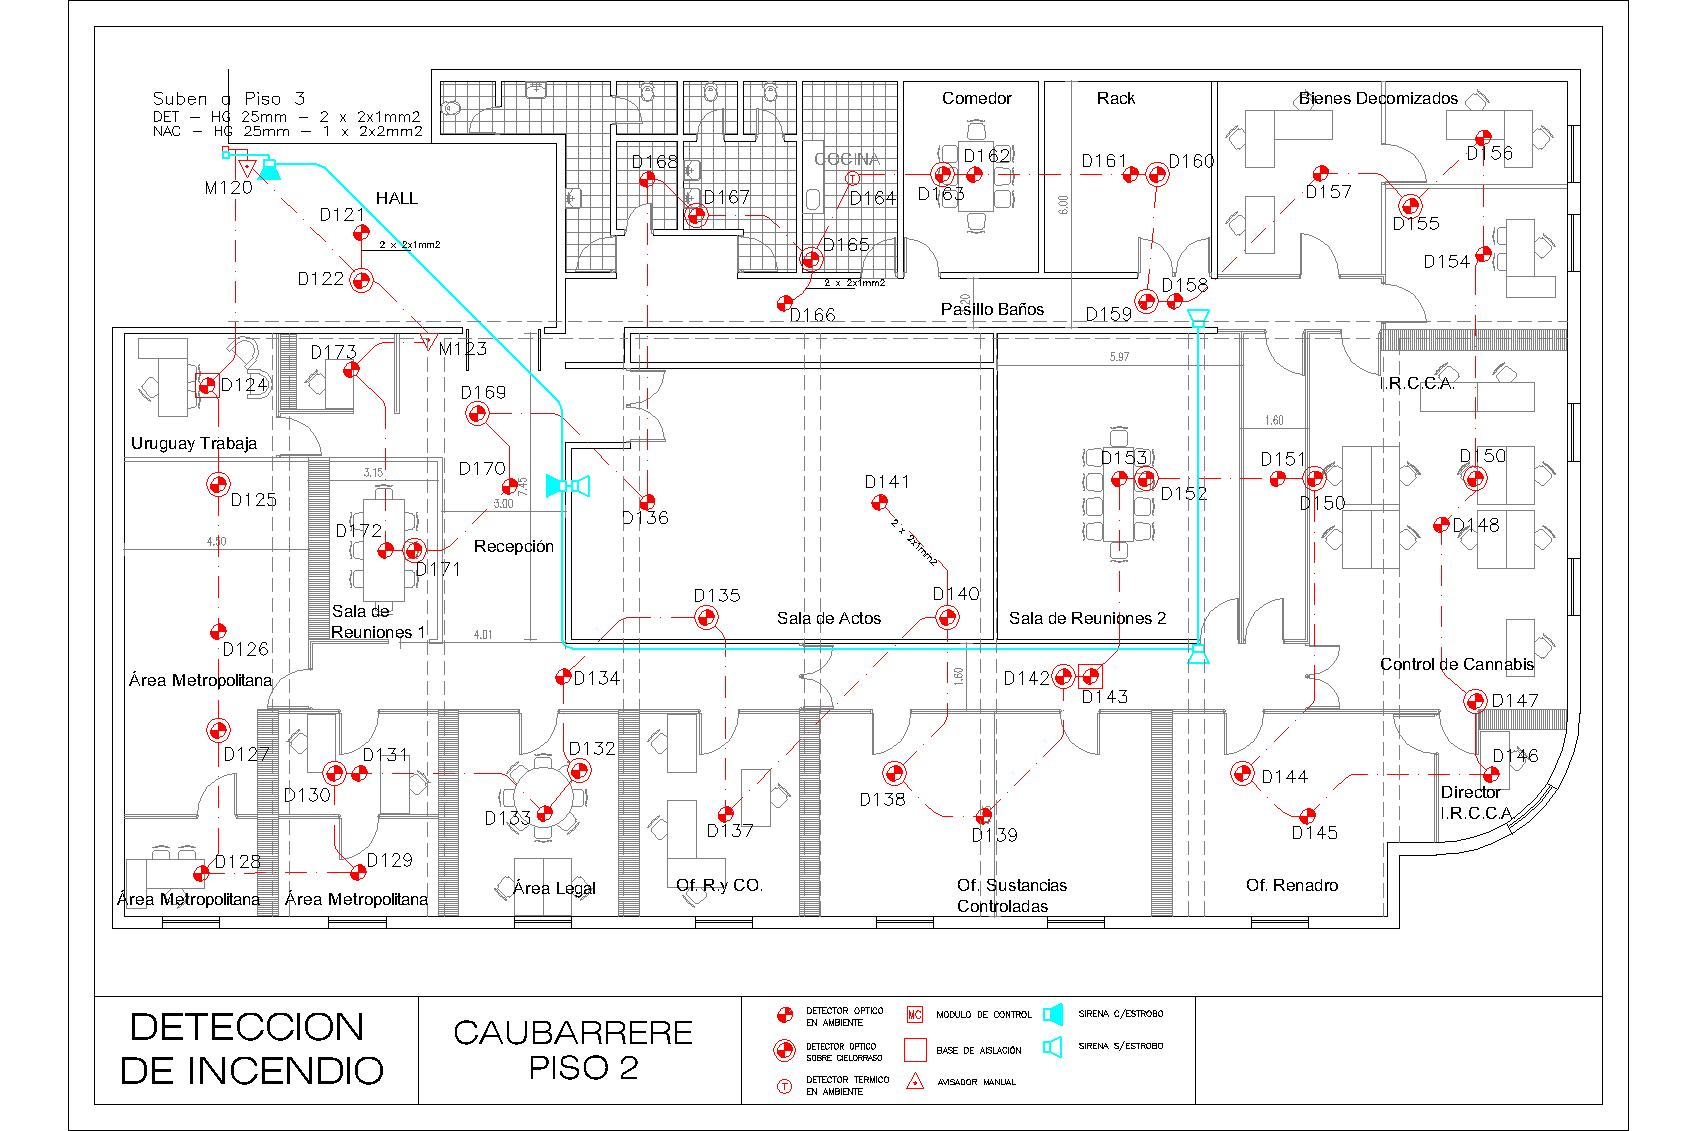 Suben a Piso 3
DET - HG 25mm - 2 x 2x1mm2
NAC - HG 25mm - 1 x 2x2mm2
M120
HALL
D121
2 x 2x1mm2
D122
M123
D168
D167
COCINA
D164
D165
2 x 2x1mm2
D166
Comedor
D162
D163
Rack
D161
D160
6.00
Pasillo Baños
D158
D159
Bienes Decomizados
D156
D157
D155
D154
D173
D124
Uruguay Trabaja
D169
D170
7.45
3.00
3.15
D125
4.50
D172
D171
Recepción
Sala de
Reuniones 1
4.01
D126
Área Metropolitana
D136
D141
2 x 2x1mm2
D135
D140
Sala de Actos
5.97
D153
D152
Sala de Reuniones 2
1.60
D151
D150
I.R.C.C.A.
D150
D148
Control de Cannabis
D147
D134
1.60
D142
D143
D127
D131
D130
D132
D133
D137
D138
D139
D144
D145
D146
Director
I.R.C.C.A.
D128
D129
Área Metropolitana
Área Metropolitana
Área Legal
Of. R.y CO.
Of. Sustancias
Controladas
Of. Renadro
DETECCION
DE INCENDIO
CAUBARRERE
PISO 2
DETECTOR OPTICO
EN AMBIENTE
DETECTOR OPTICO
SOBRE CIELORRASO
T
DETECTOR TERMICO
EN AMBIENTE
MC
MODULO DE CONTROL
BASE DE AISLACIÓN
AVISADOR MANUAL
SIRENA C/ESTROBO
SIRENA S/ESTROBO